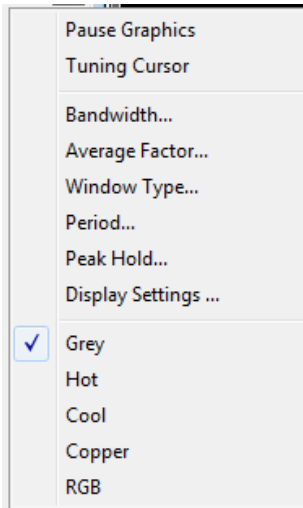 Pause Graphics
Tuning Cursor
Bandwidth...
Average Factor...
Window Type...
Period...
Peak Hold...
Display Settings ...
Grey
Hot
Cool
Copper
RGB